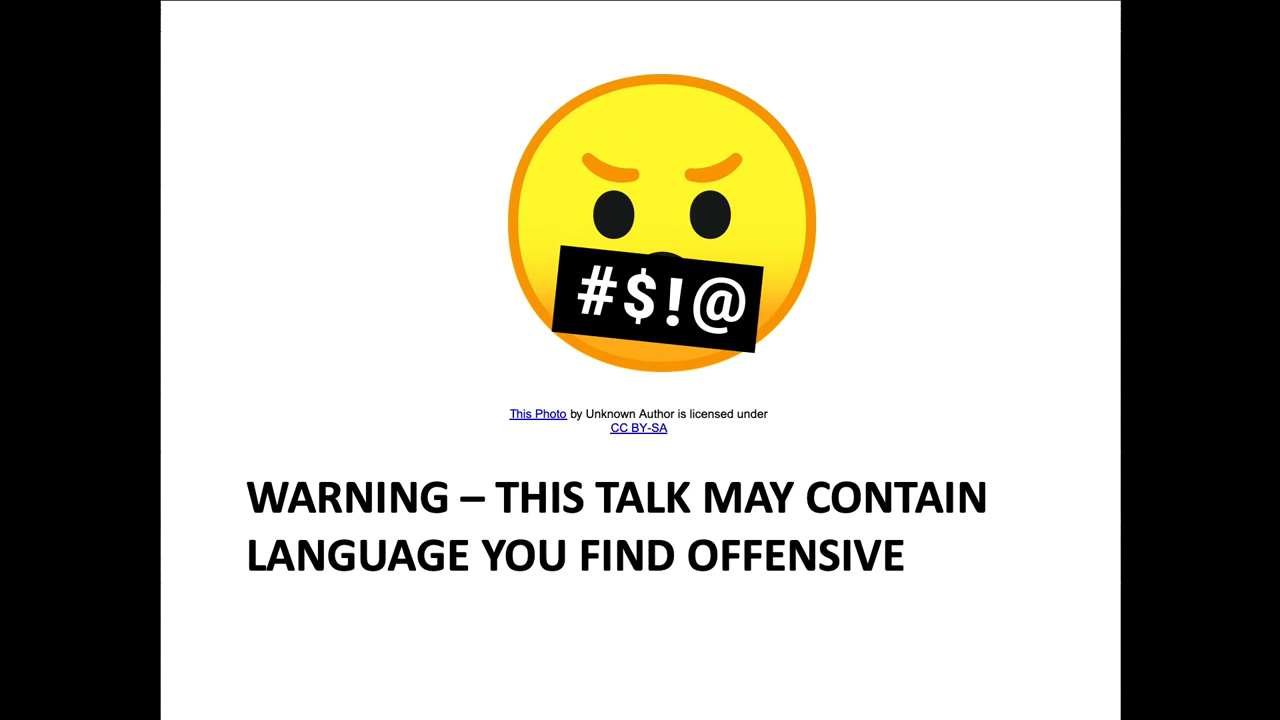 #$!@
This Photo by Unknown Author is licensed under
CC BY-SA
WARNING – THIS TALK MAY CONTAIN
LANGUAGE YOU FIND OFFENSIVE